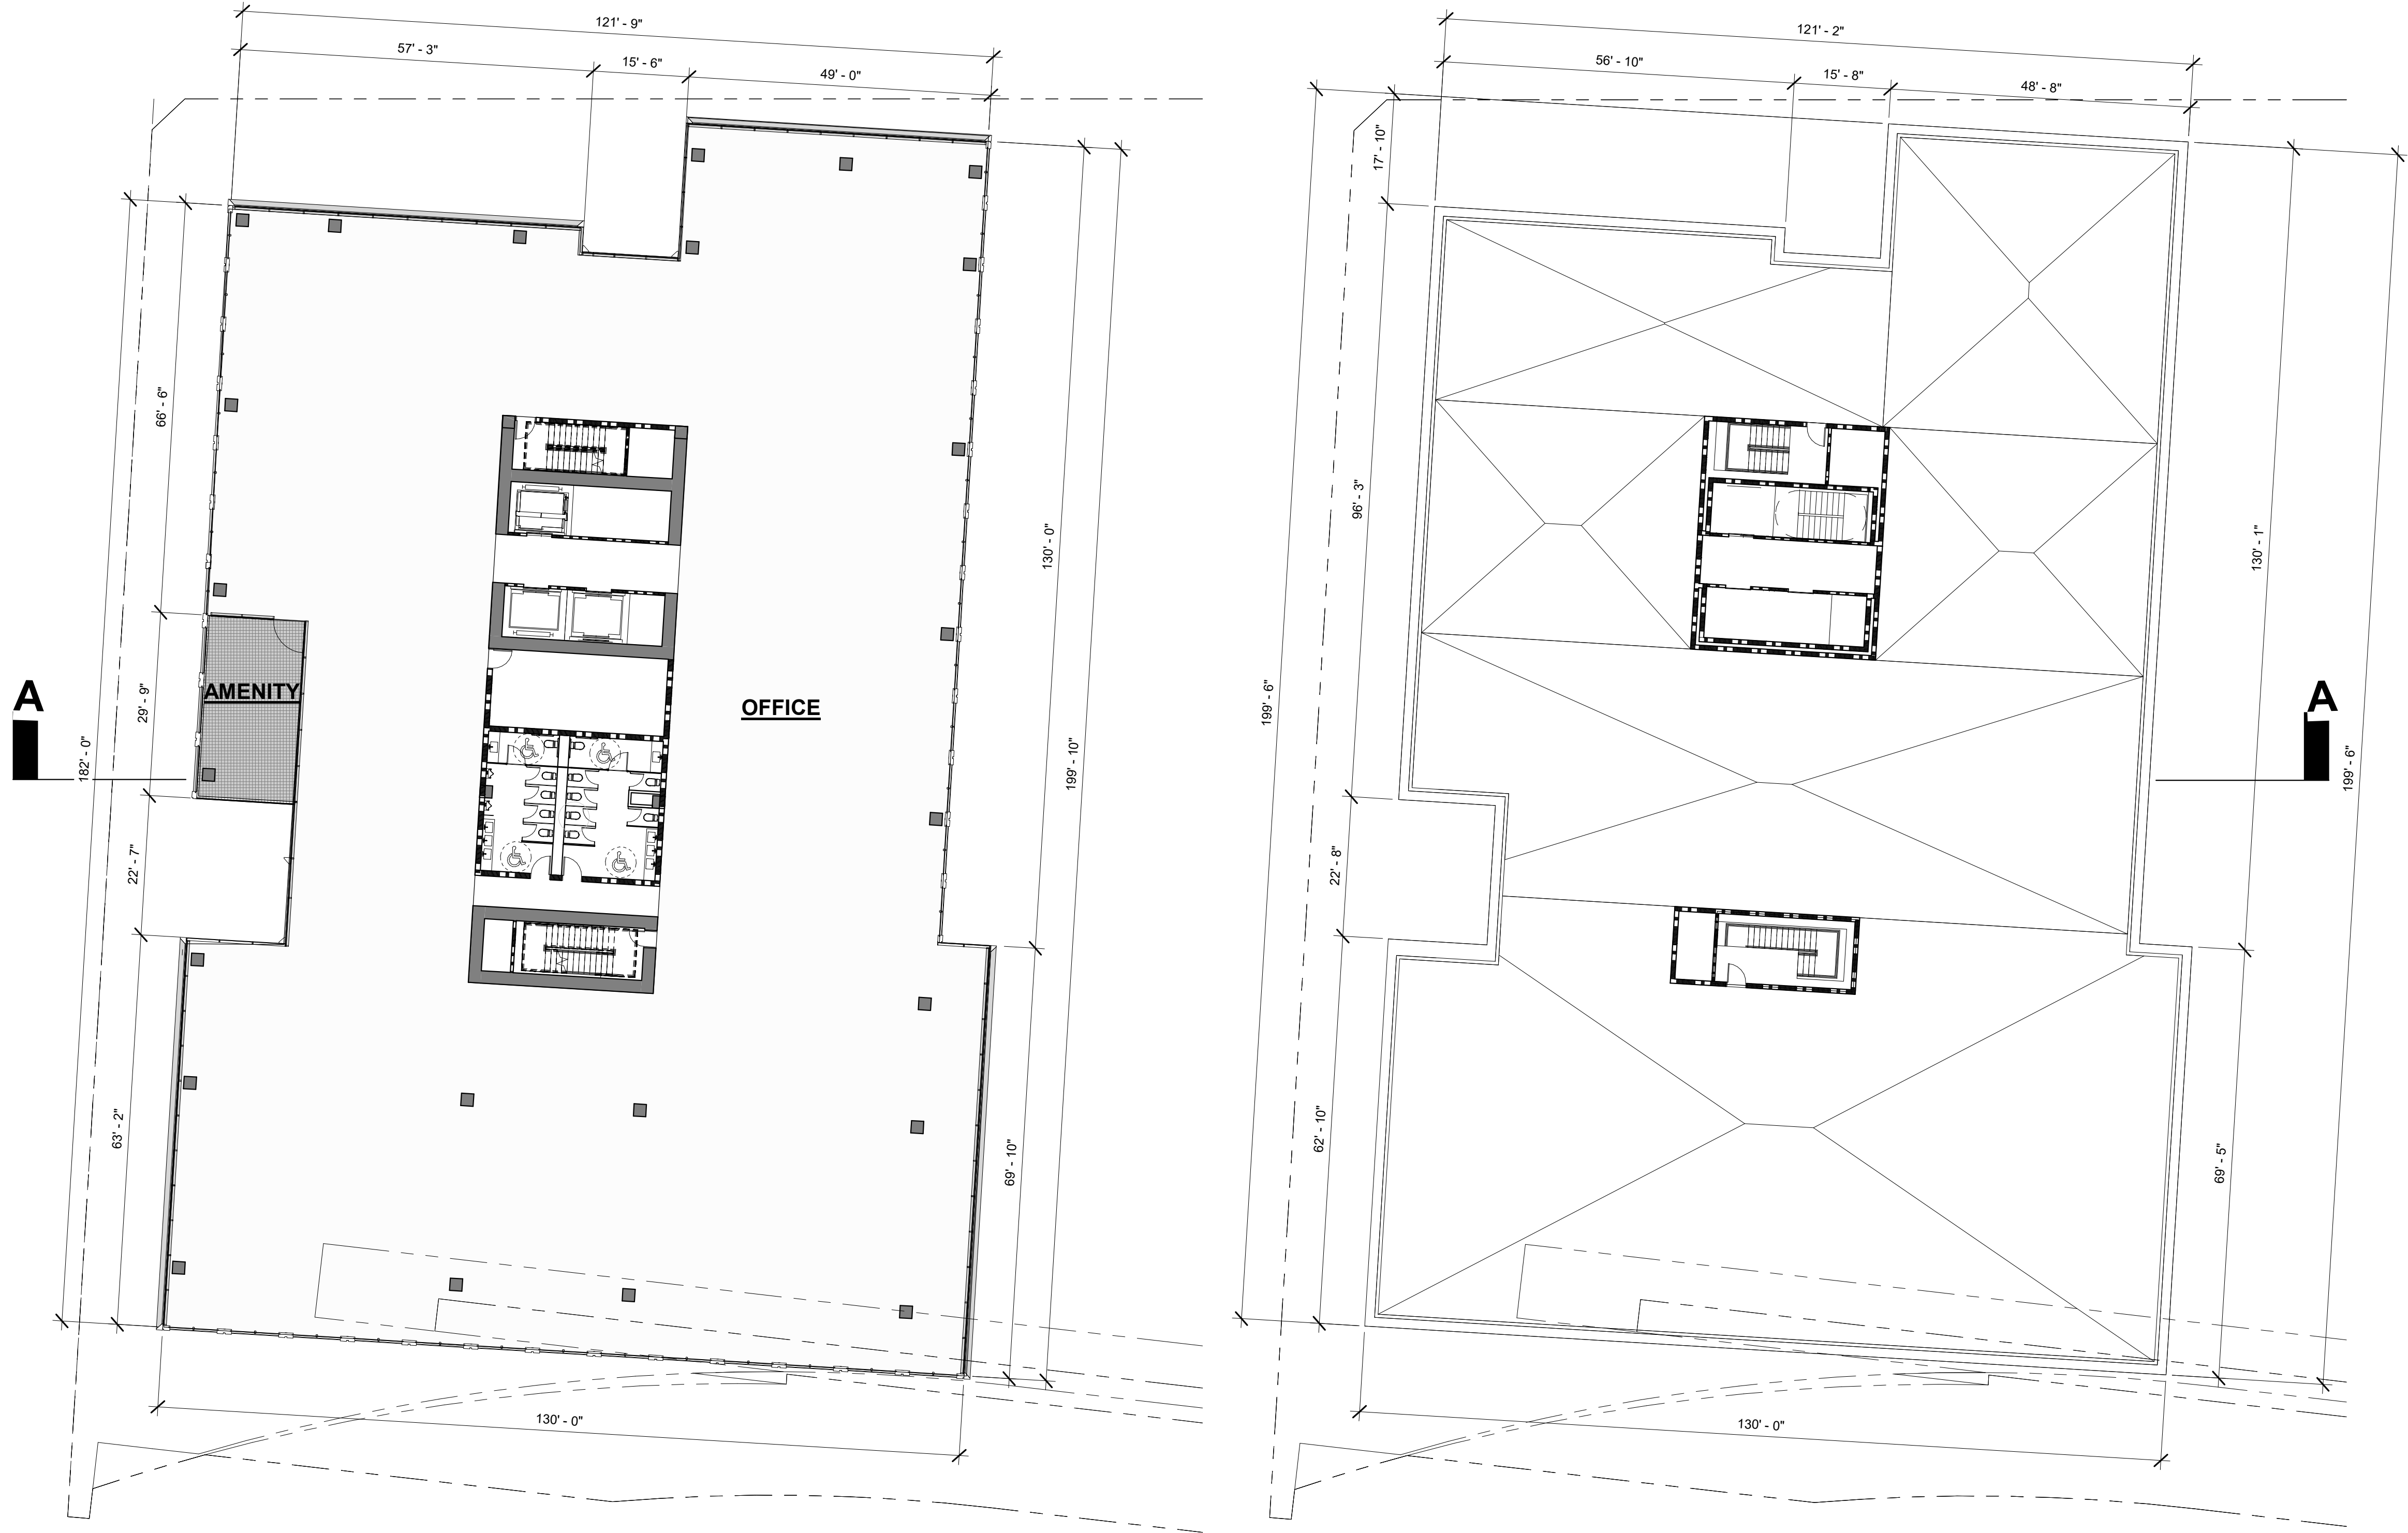 121' - 9"
57' - 3"
15' - 6"
49' - 0"
66' - 6"
29' - 9"
182' - 0"
22' - 7"
63' - 2"
130' - 0"
199' - 10"
69' - 10"
130' - 0"
A
AMENITY
OFFICE
121' - 2"
56' - 10"
15' - 8"
48' - 8"
17' - 10"
96' - 3"
199' - 6"
22' - 8"
62' - 10"
130' - 1"
199' - 6"
69' - 5"
130' - 0"
A